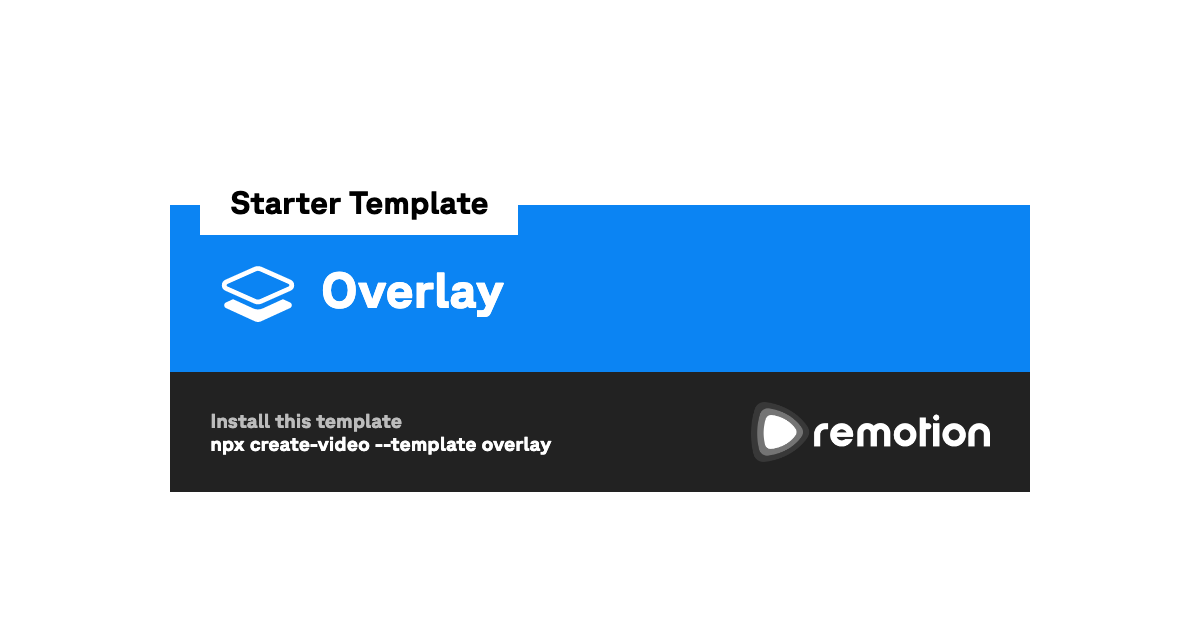 Starter Template
Overlay
Install this template
npx create-video --template overlay
remotion